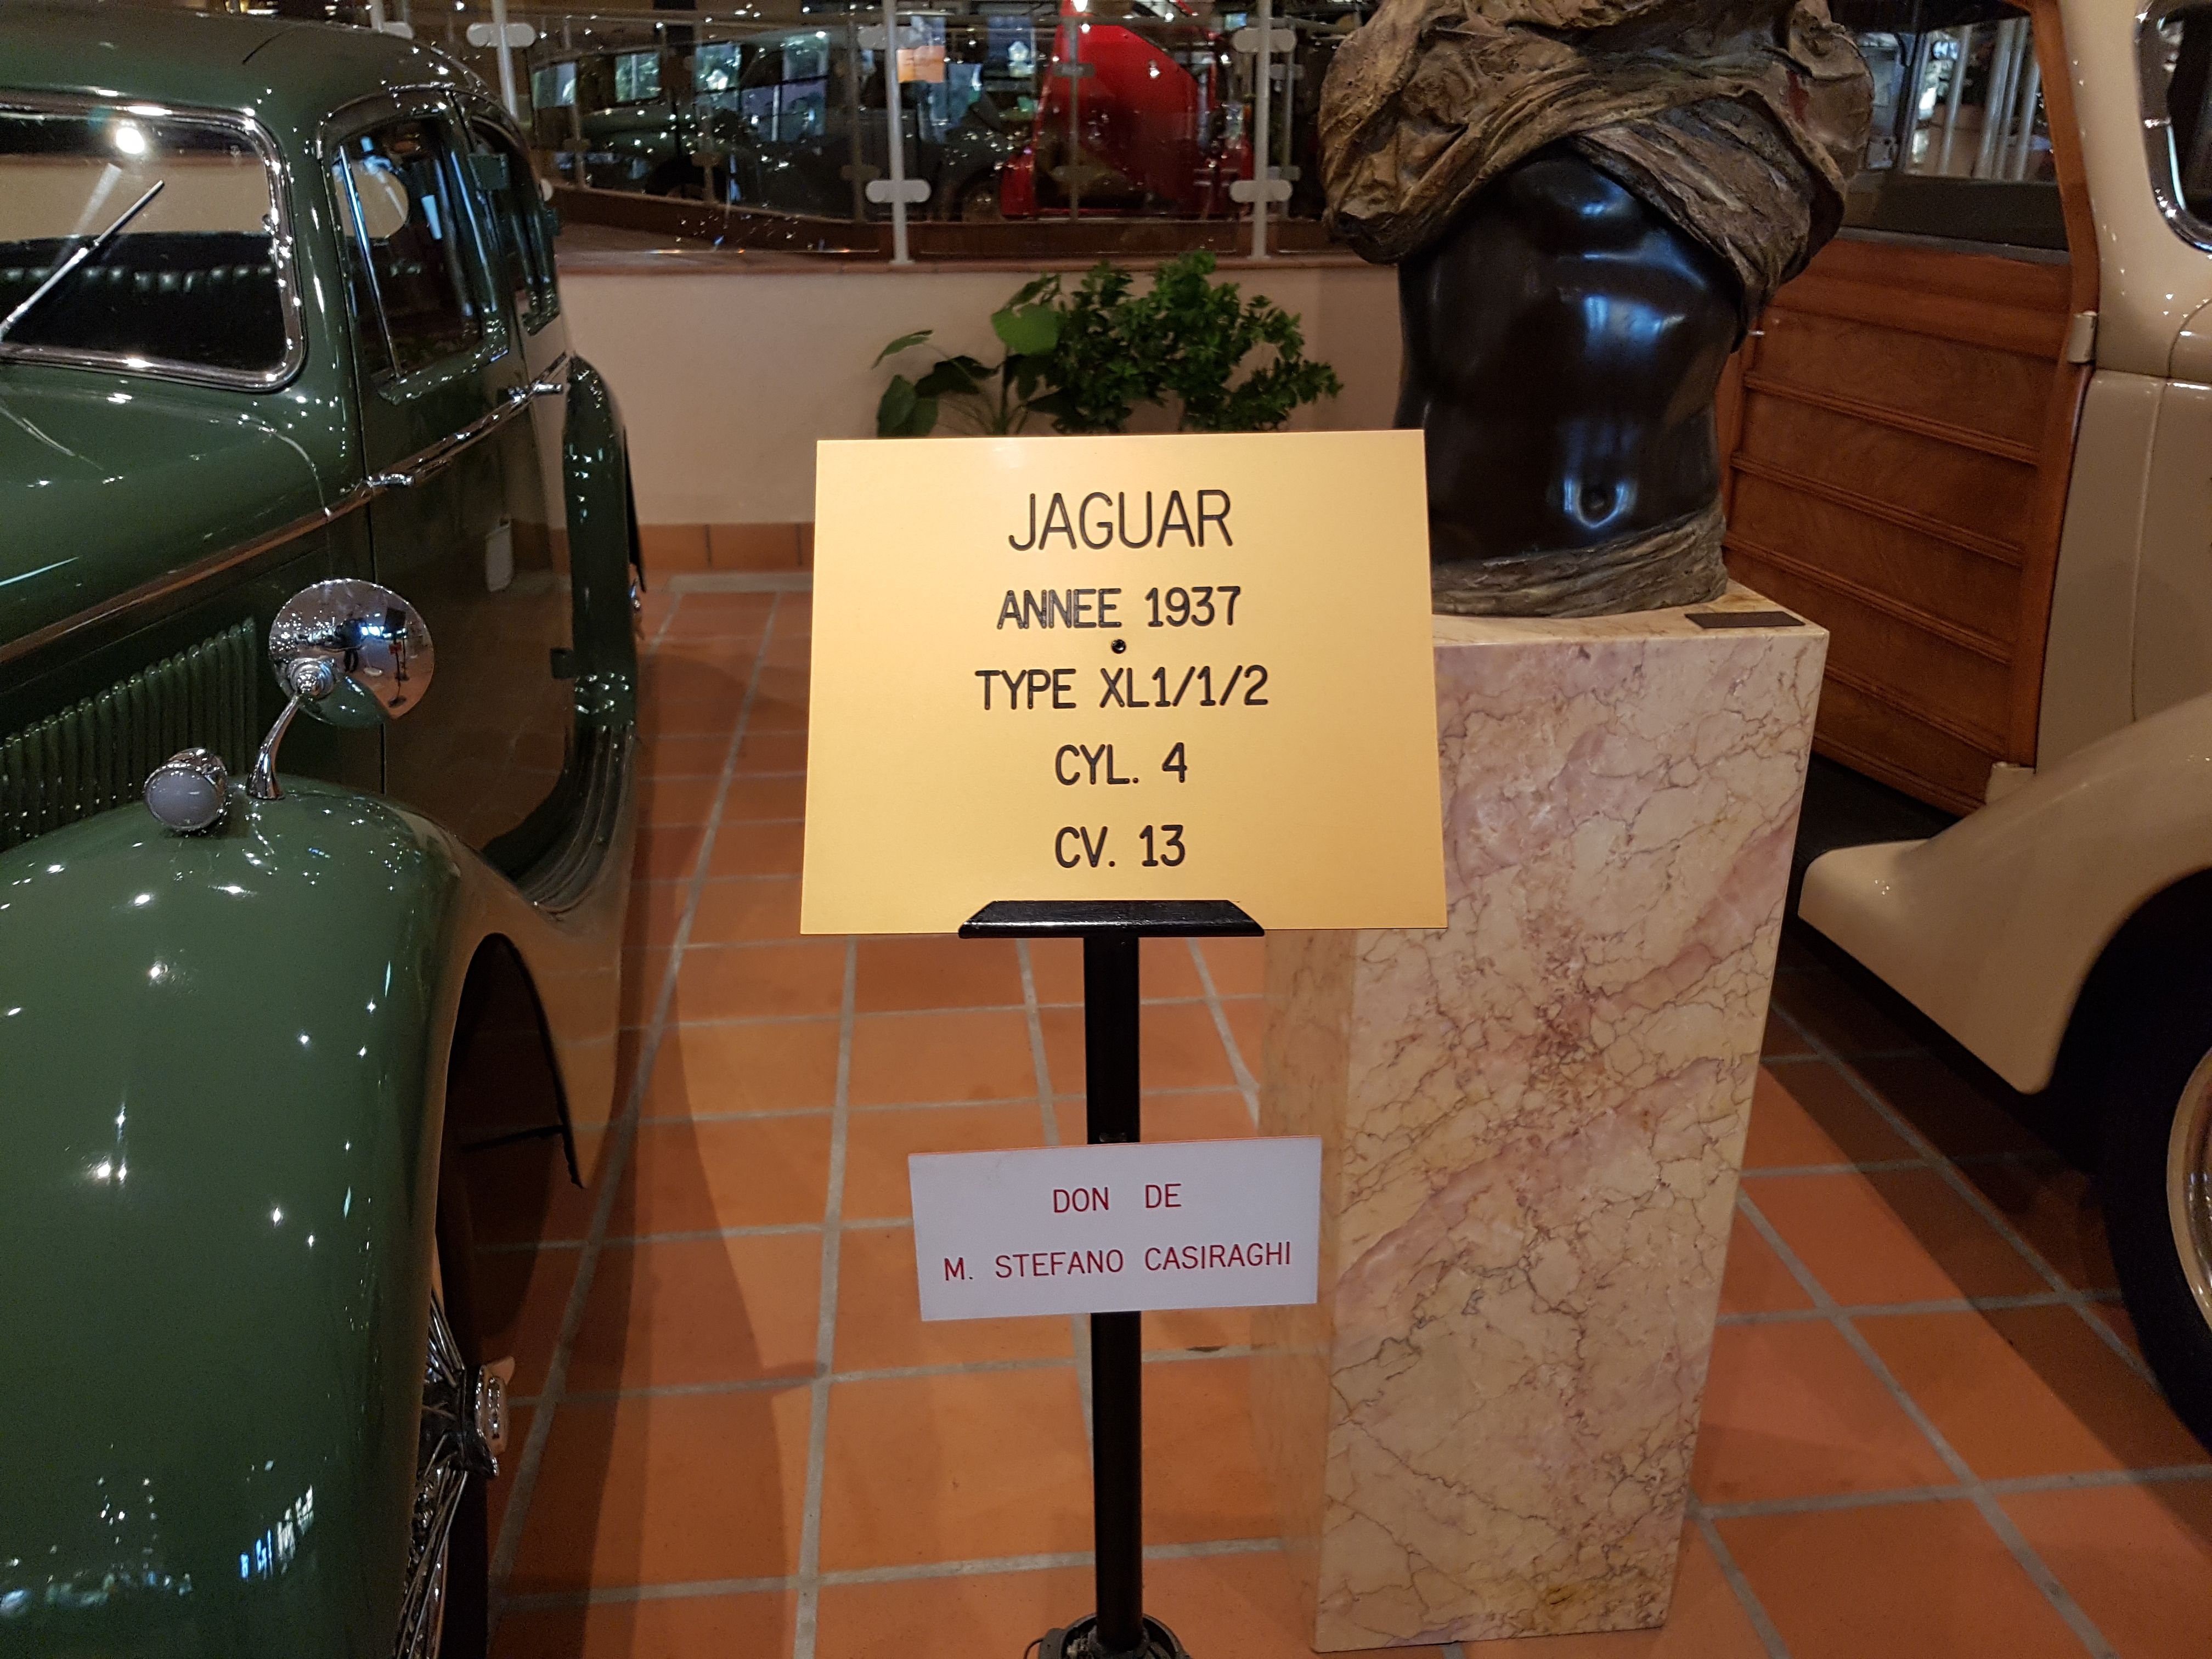 JAGUAR
ANNEE 1937
TYPE XL1/1/2
CYL. 4
CV. 13
DON DE
M. STEFANO CASIRAGHI